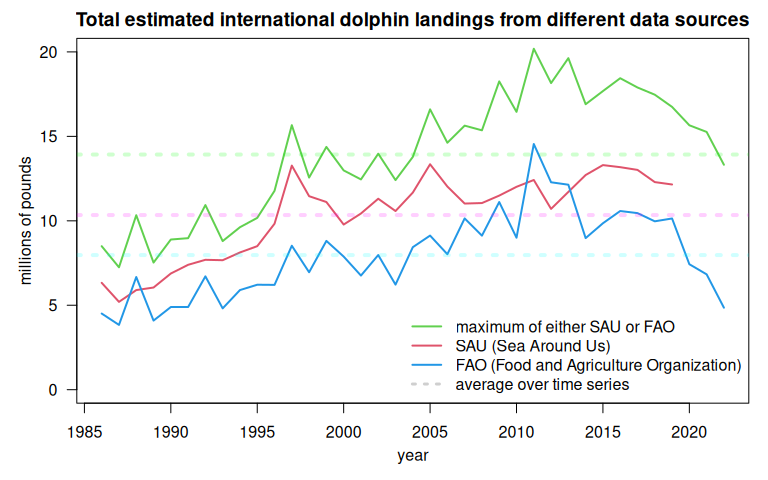 Total estimated international dolphin landings from different data sources
millions of pounds
20
15
10
5
0
maximum of either SAU or FAO
SAU (Sea Around Us)
FAO (Food and Agriculture Organization)
average over time series
1985 1990 1995 2000 2005 2010 2015 2020
year